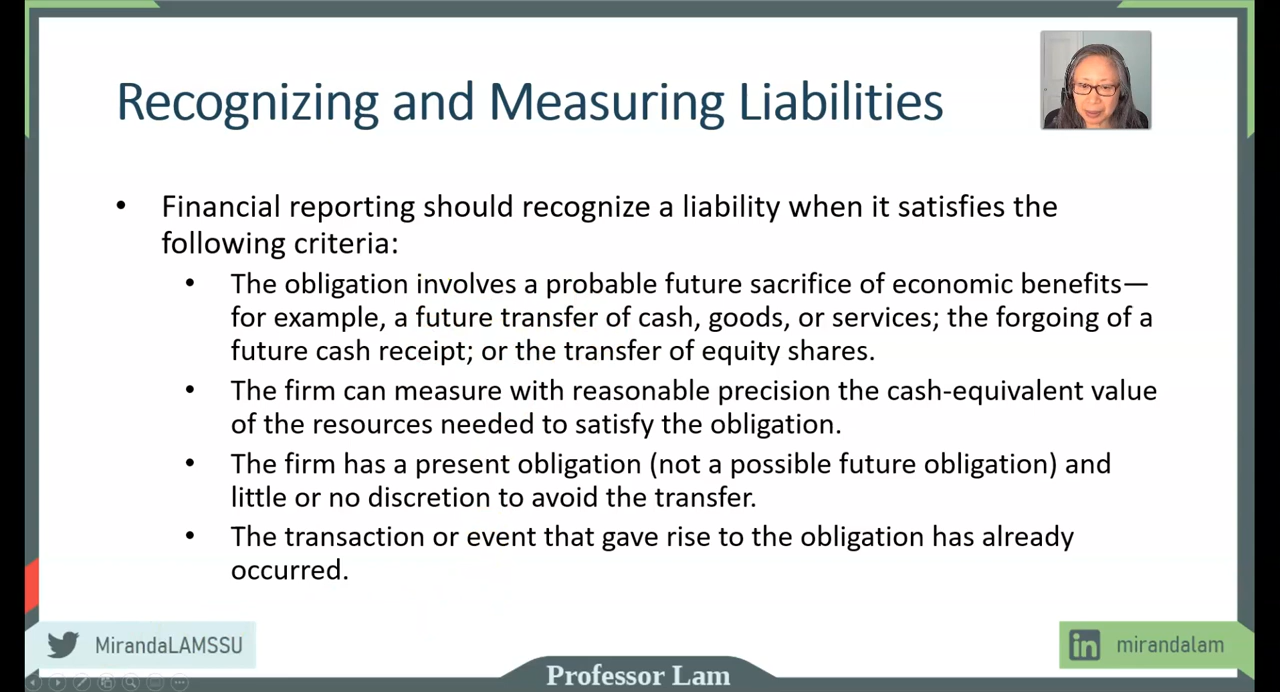 Recognizing and Measuring Liabilities
• Financial reporting should recognize a liability when it satisfies the
following criteria:
• The obligation involves a probable future sacrifice of economic benefits—
for example, a future transfer of cash, goods, or services; the forgoing of a
future cash receipt; or the transfer of equity shares.
• The firm can measure with reasonable precision the cash-equivalent value
of the resources needed to satisfy the obligation.
• The firm has a present obligation (not a possible future obligation) and
little or no discretion to avoid the transfer.
• The transaction or event that gave rise to the obligation has already
occurred.
MirandaLAMSSU
in mirandalam
Professor Lam